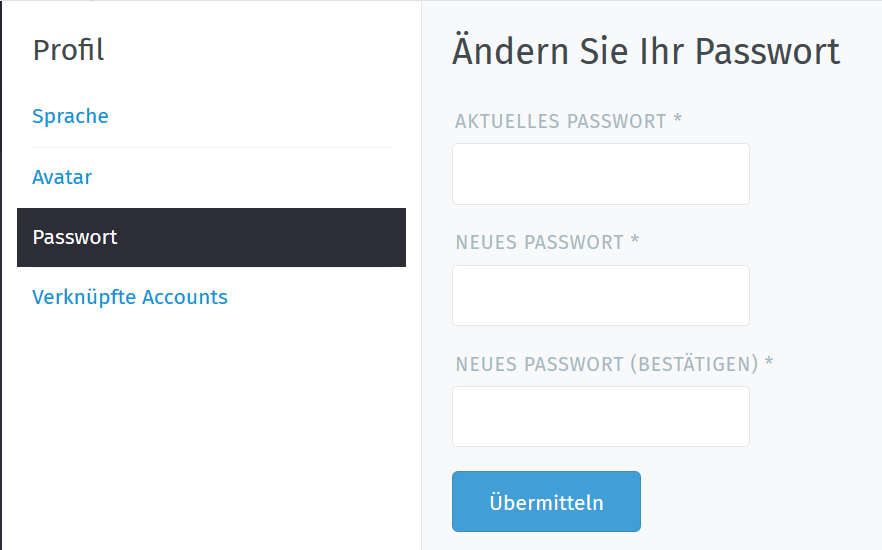 Profil
Sprache
Avatar
Passwort
Verknüpfte Accounts
Ändern Sie Ihr Passwort
AKTUELLES PASSWORT *
NEUES PASSWORT *
NEUES PASSWORT (BESTÄTIGEN) *
Übermitteln